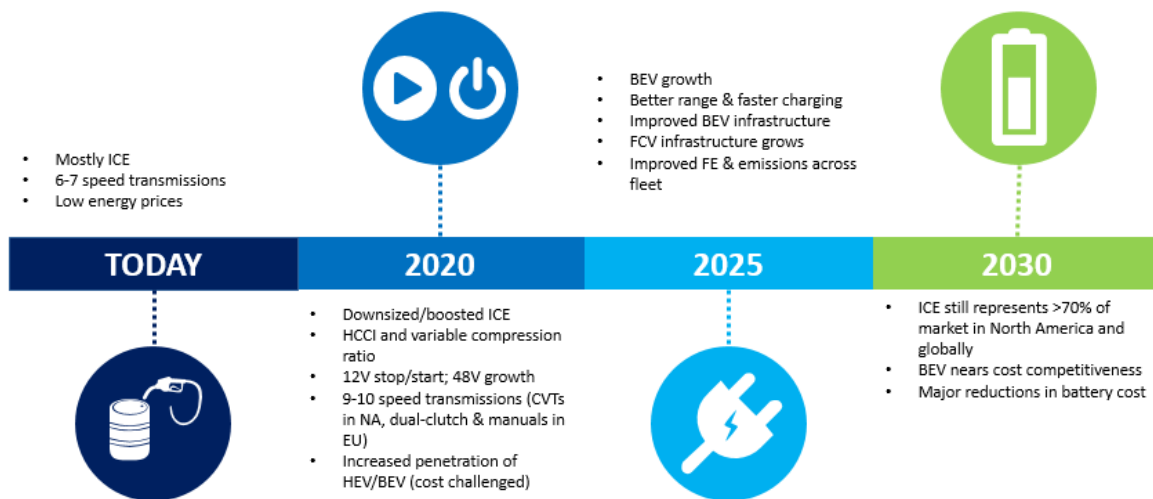 • Mostly ICE
• 6-7 speed transmissions
• Low energy prices
TODAY
2020
• Downsized/boosted ICE
• HCCI and variable compression
ratio
• 12V stop/start; 48V growth
• 9-10 speed transmissions (CVTs
in NA, dual-clutch & manuals in
EU)
• Increased penetration of
HEV/BEV (cost challenged)
• BEV growth
• Better range & faster charging
• Improved BEV infrastructure
• FCV infrastructure grows
• Improved FE & emissions across
fleet
2025
2030
• ICE still represents >70% of
market in North America and
globally
• BEV nears cost competitiveness
• Major reductions in battery cost